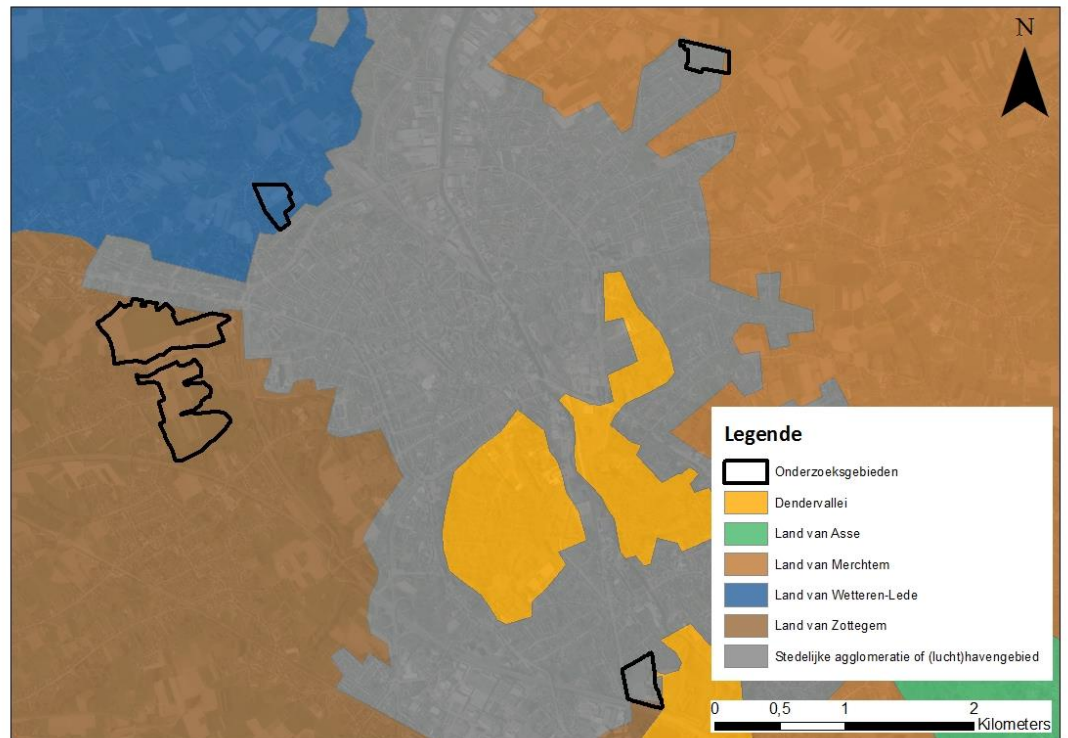 N
Legende
Onderzoeksgebieden
Dendervallei
Land van Asse
Land van Merchtem
Land van Wetteren-Lede
Land van Zottegem
Stedelijke agglomeratie of (lucht)havengebied
0 0,5 1 2
Kilometers